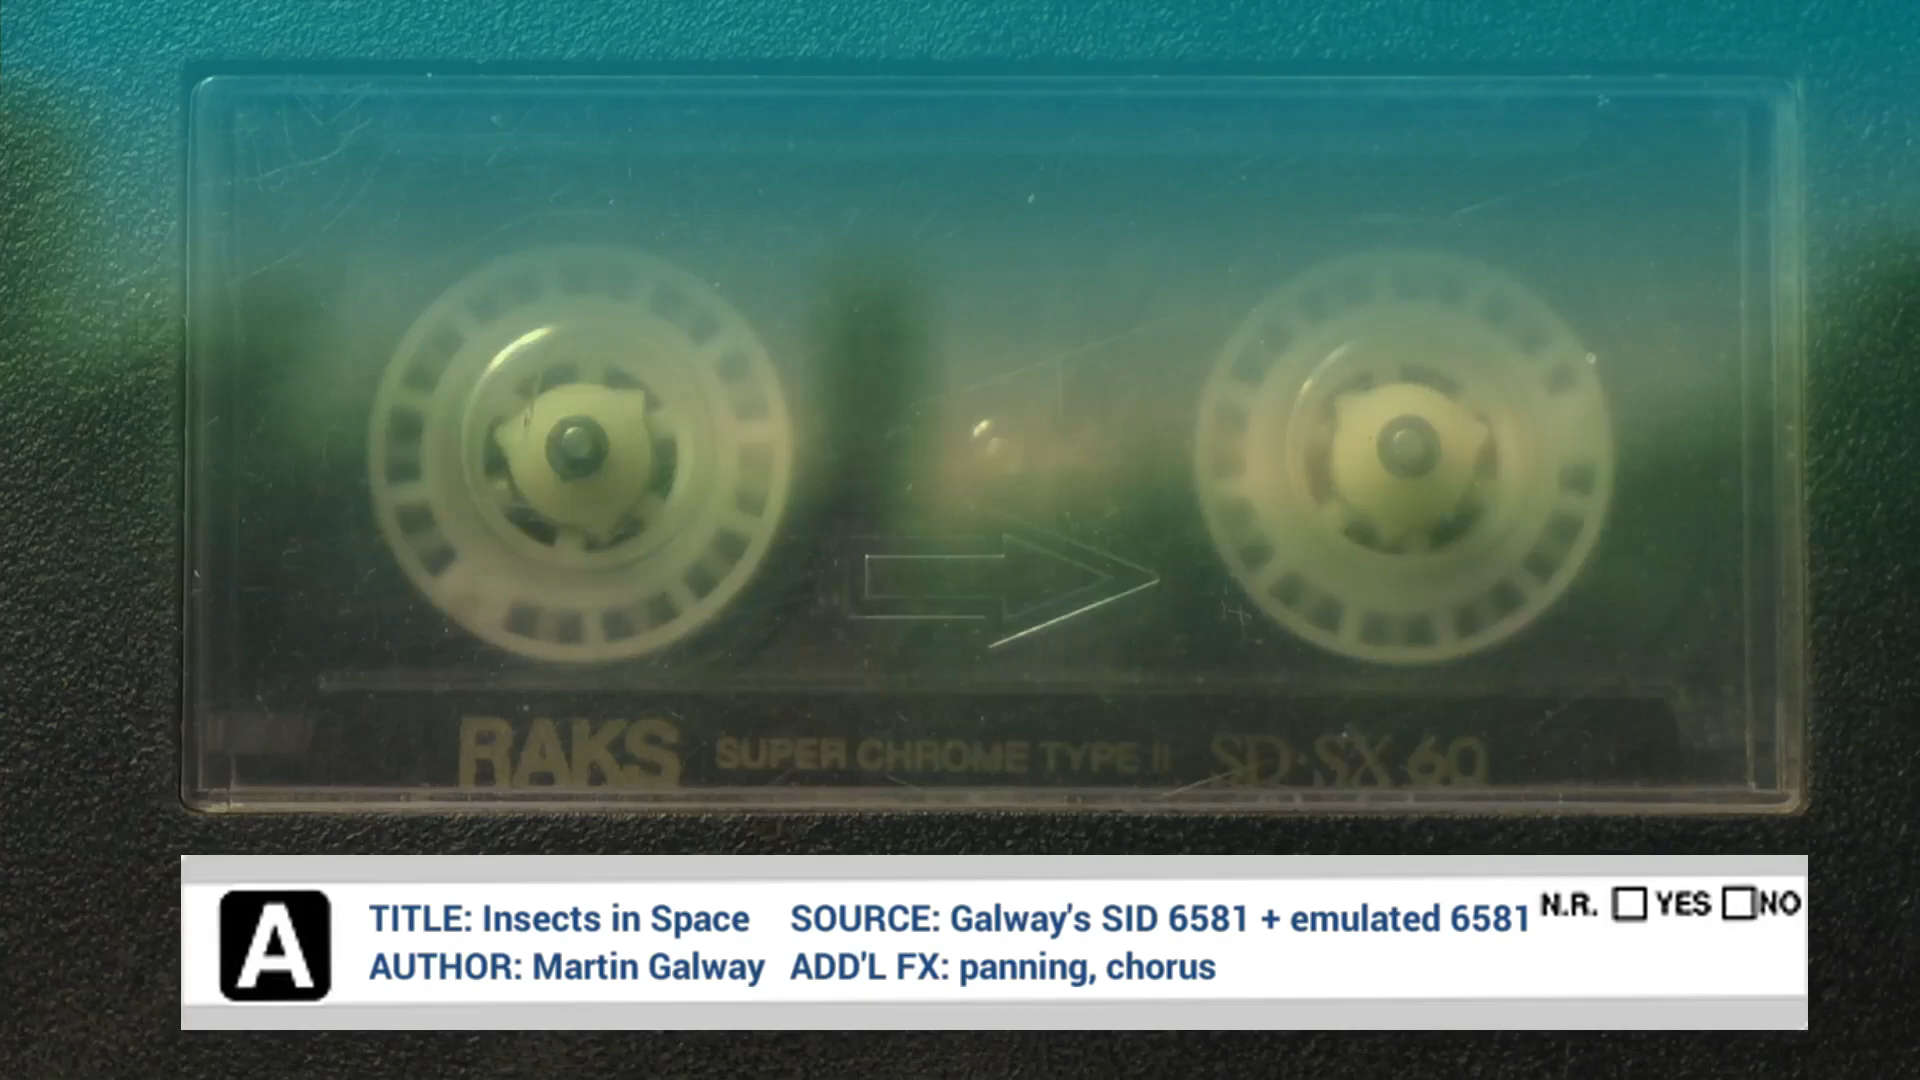 RAKS SUPER CHROME TYPE II SD·SX 60
A
TITLE: Insects in Space SOURCE: Galway's SID 6581 + emulated 6581 N.R. YES NO
AUTHOR: Martin Galway ADD'L FX: panning, chorus